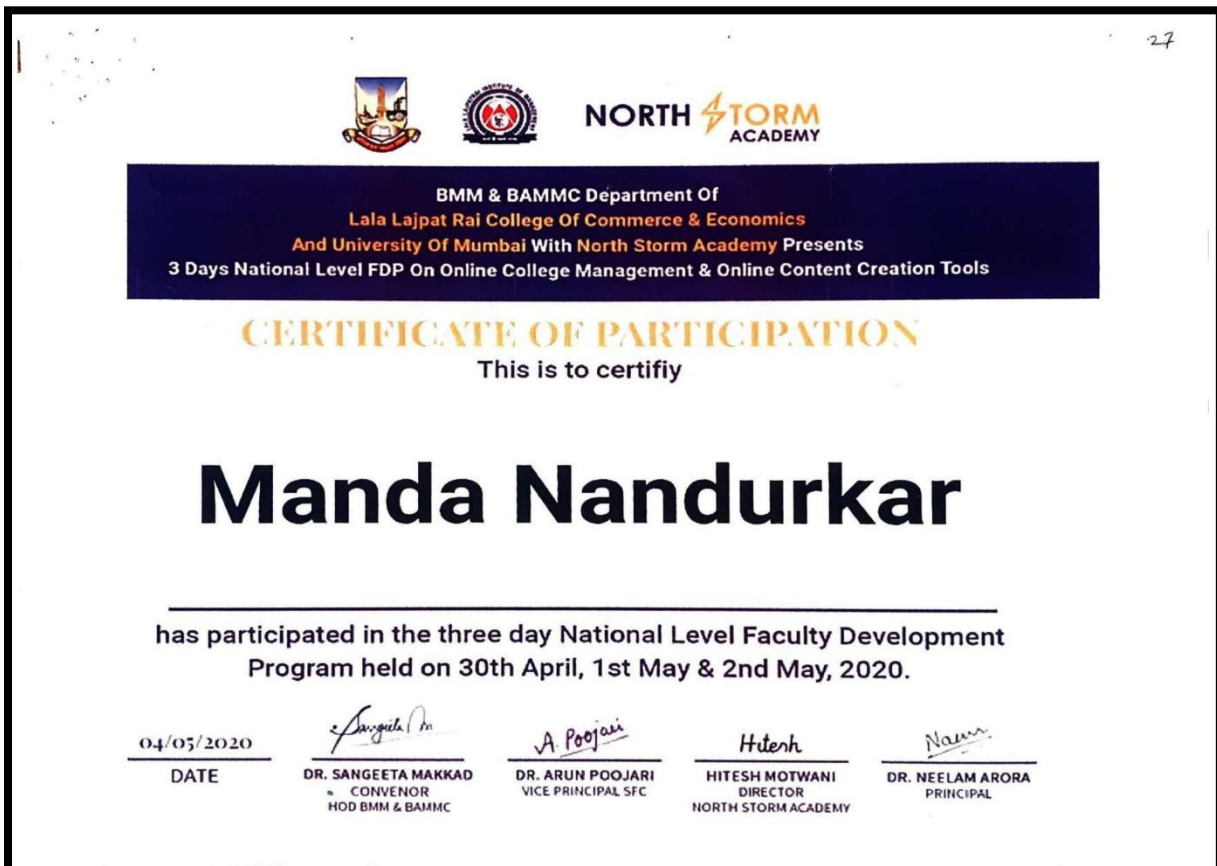 27
NORTH STORM
ACADEMY
BMM & BAMMC Department Of
Lala Lajpat Rai College Of Commerce & Economics
And University Of Mumbai With North Storm Academy Presents
3 Days National Level FDP On Online College Management & Online Content Creation Tools
CERTIFICATE OF PARTICIPATION
This is to certifiy
Manda Nandurkar
has participated in the three day National Level Faculty Development
Program held on 30th April, 1st May & 2nd May, 2020.
04/05/2020
DATE
Sangeeta M
DR. SANGEETA MAKKAD
CONVENOR
HOD BMM & BAMMC
A. Poojari
DR. ARUN POOJARI
VICE PRINCIPAL SFC
Hitesh
HITESH MOTWANI
DIRECTOR
NORTH STORM ACADEMY
DR. NEELAM ARORA
PRINCIPAL